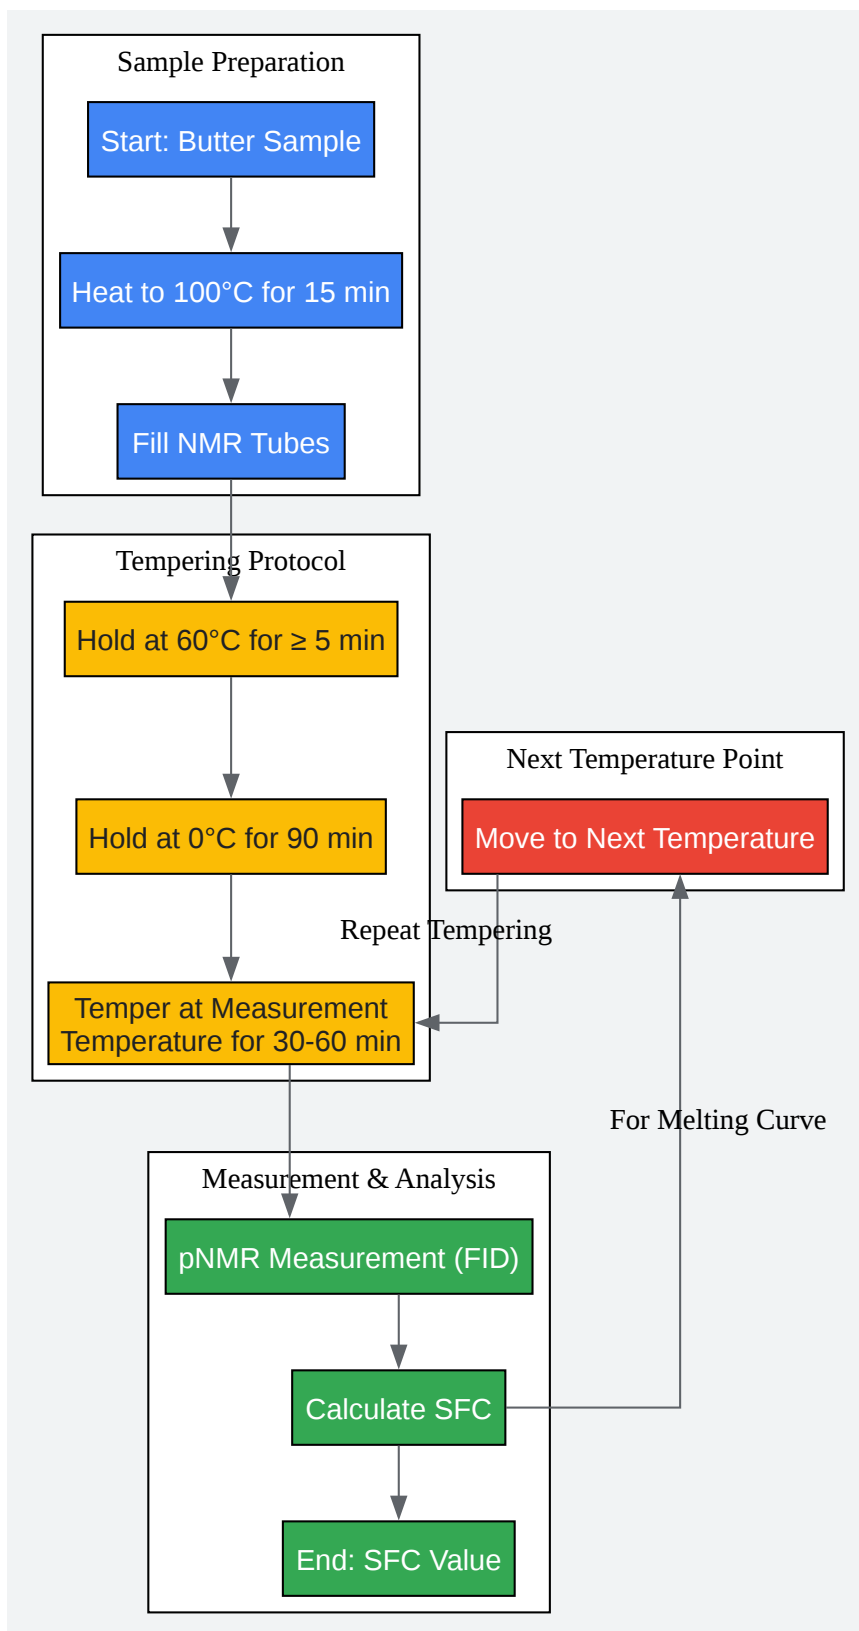 Sample Preparation
Start: Butter Sample
Heat to 100°C for 15 min
Fill NMR Tubes
Tempering Protocol
Hold at 60°C for ≥ 5 min
Next Temperature Point
Hold at 0°C for 90 min
Move to Next Temperature
Repeat Tempering
Temper at Measurement
Temperature for 30-60 min
For Melting Curve
Measurement & Analysis
pNMR Measurement (FID)
Calculate SFC
End: SFC Value